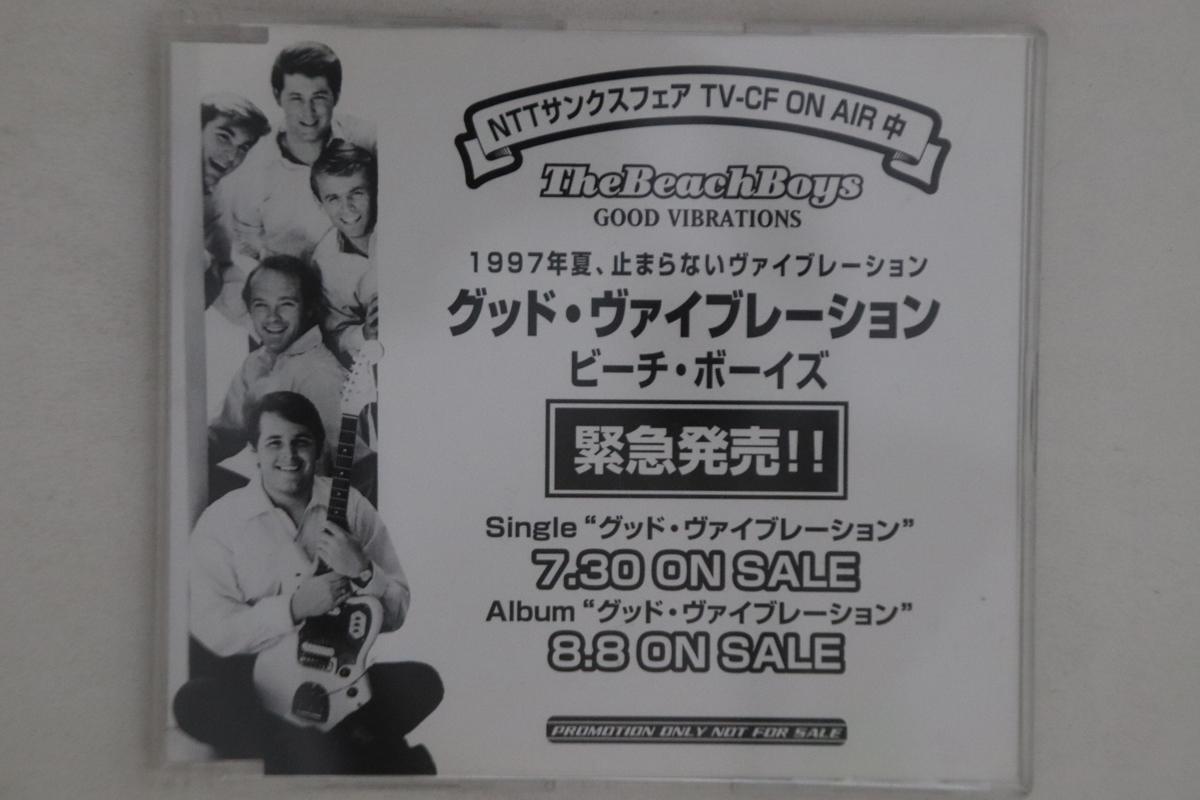 NTTサンクスフェア TV-CF ON AIR 中
TheBeachBoys
GOOD VIBRATIONS
1997年夏、止まらないヴァイブレーション
グッド・ヴァイブレーション
ビーチ・ボーイズ
緊急発売!!
Single “グッド・ヴァイブレーション”
7.30 ON SALE
Album “グッド・ヴァイブレーション”
8.8 ON SALE
PROMOTION ONLY NOT FOR SALE